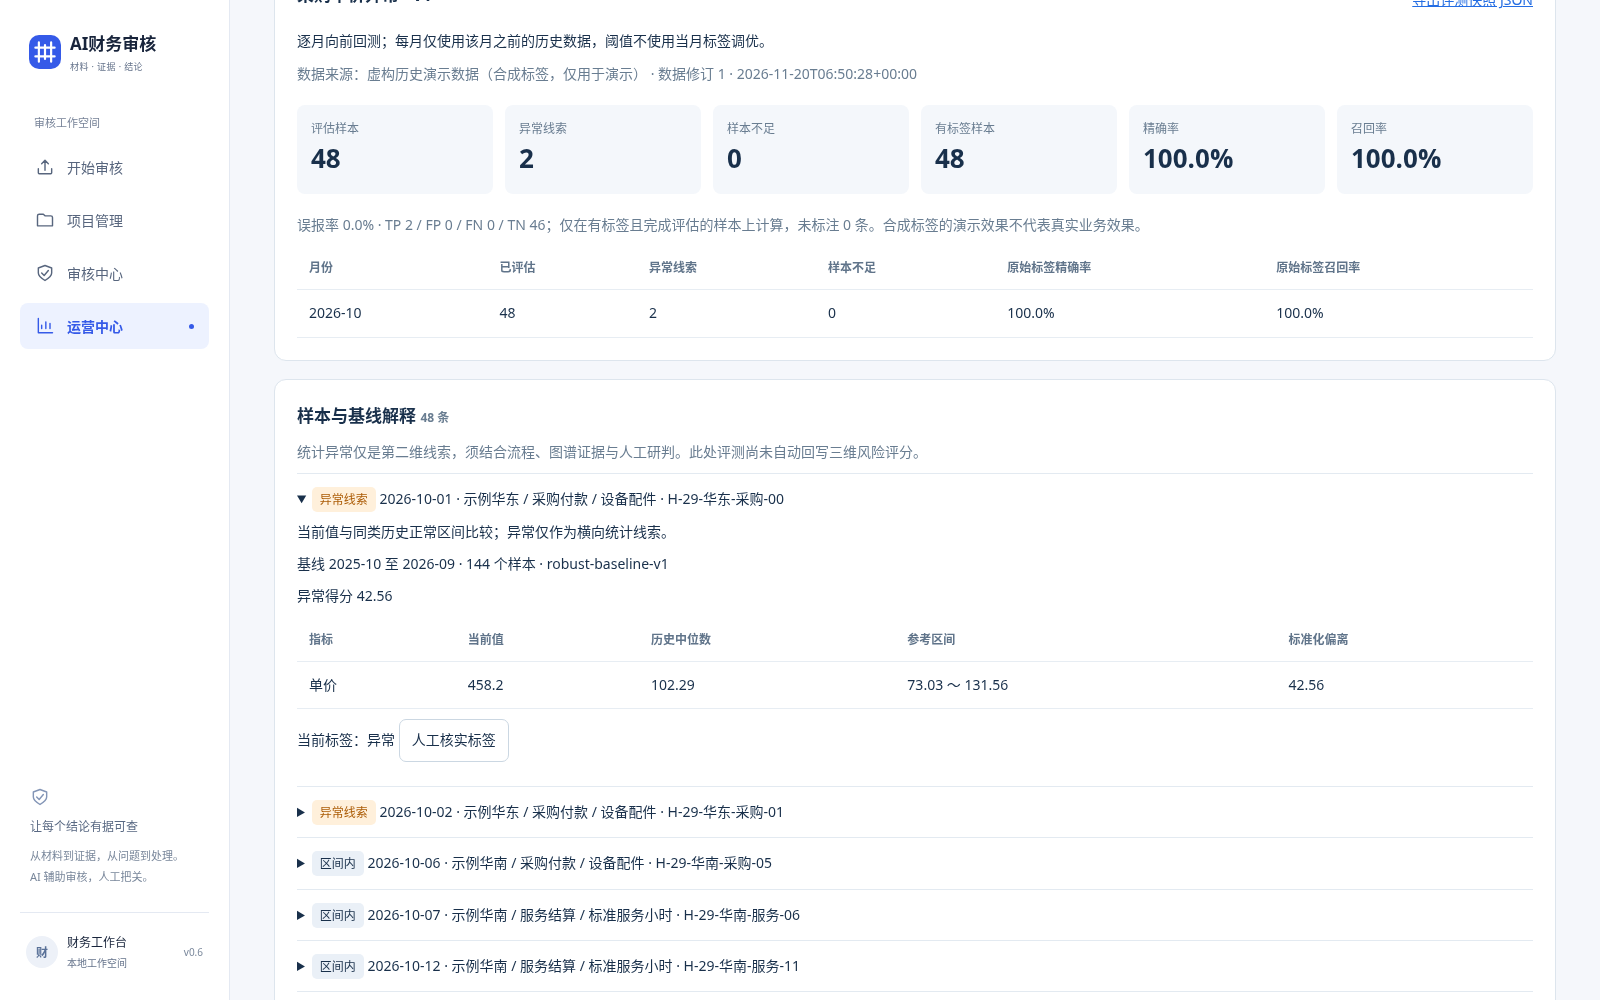 AI财务审核
材料 · 证据 · 结论
审核工作空间
开始审核
项目管理
审核中心
运营中心
让每个结论有据可查
从材料到证据，从问题到处理。
AI 辅助审核，人工把关。
财
财务工作台
本地工作空间
v0.6
导出评测快照 JSON
逐月向前回测；每月仅使用该月之前的历史数据，阈值不使用当月标签调优。
数据来源：虚构历史演示数据（合成标签，仅用于演示） · 数据修订 1 · 2026-11-20T06:50:28+00:00
评估样本
48
异常线索
2
样本不足
0
有标签样本
48
精确率
100.0%
召回率
100.0%
误报率 0.0% · TP 2 / FP 0 / FN 0 / TN 46；仅在有标签且完成评估的样本上计算，未标注 0 条。合成标签的演示效果不代表真实业务效果。
月份 已评估 异常线索 样本不足 原始标签精确率 原始标签召回率
2026-10 48 2 0 100.0% 100.0%
样本与基线解释 48 条
统计异常仅是第二维线索，须结合流程、图谱证据与人工研判。此处评测尚未自动回写三维风险评分。
▼ 异常线索 2026-10-01 · 示例华东 / 采购付款 / 设备配件 · H-29-华东-采购-00
当前值与同类历史正常区间比较；异常仅作为横向统计线索。
基线 2025-10 至 2026-09 · 144 个样本 · robust-baseline-v1
异常得分 42.56
指标 当前值 历史中位数 参考区间 标准化偏离
单价 458.2 102.29 73.03 ～ 131.56 42.56
当前标签：异常 人工核实标签
▶ 异常线索 2026-10-02 · 示例华东 / 采购付款 / 设备配件 · H-29-华东-采购-01
▶ 区间内 2026-10-06 · 示例华南 / 采购付款 / 设备配件 · H-29-华南-采购-05
▶ 区间内 2026-10-07 · 示例华南 / 服务结算 / 标准服务小时 · H-29-华南-服务-06
▶ 区间内 2026-10-12 · 示例华南 / 服务结算 / 标准服务小时 · H-29-华南-服务-11